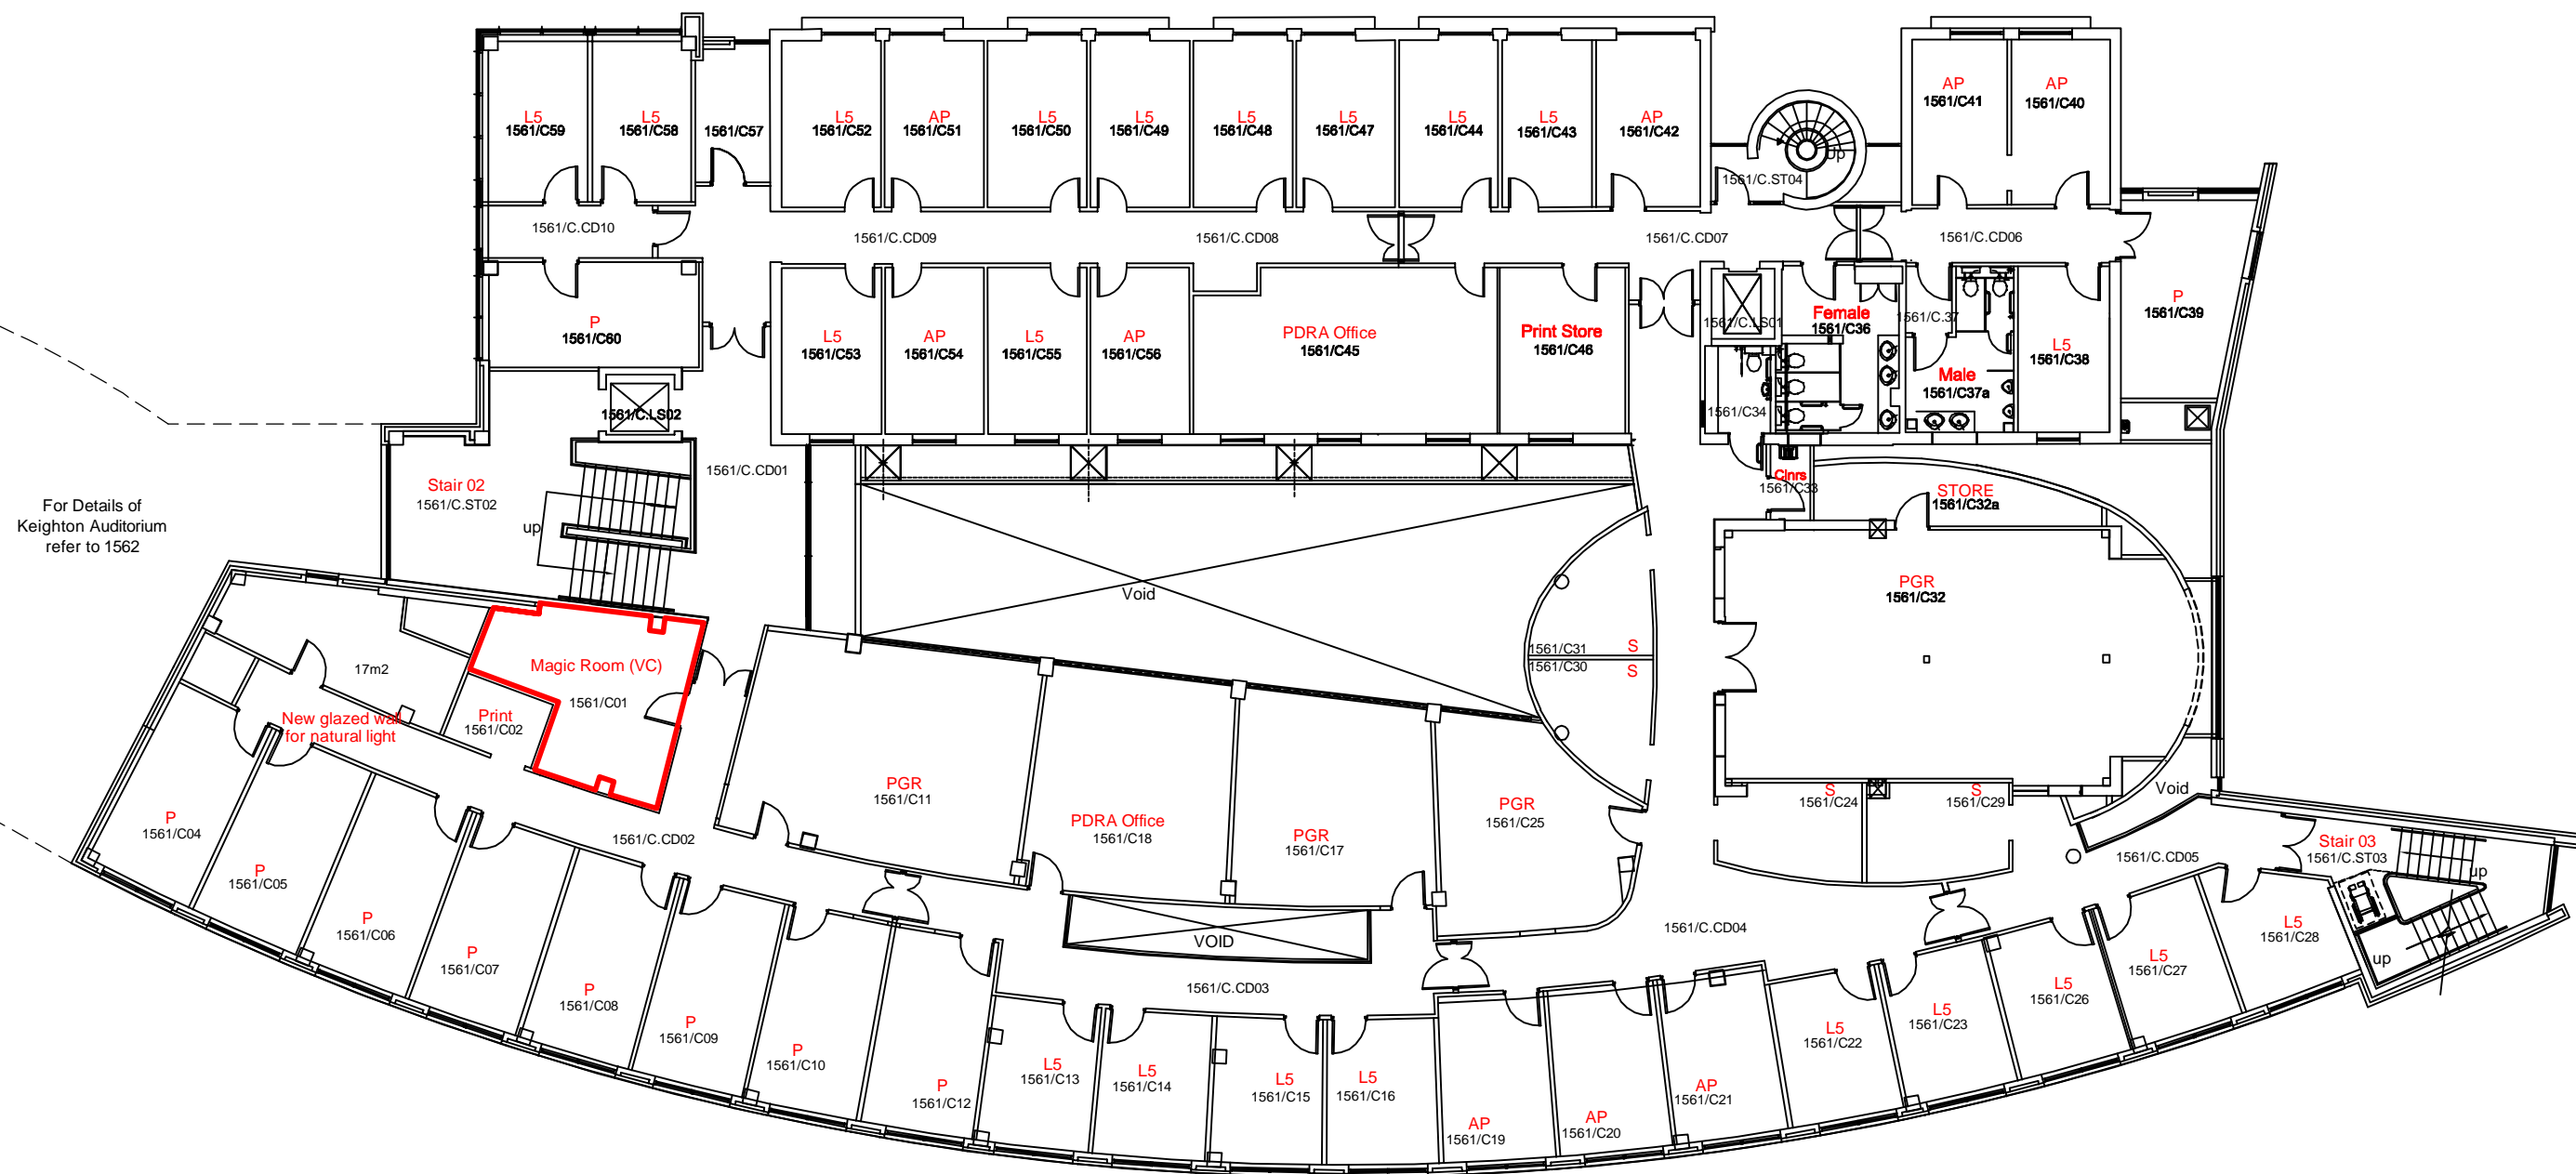 L5
1561/C59
L5
1561/C58
1561/C57
L5
1561/C52
AP
1561/C51
L5
1561/C50
L5
1561/C49
L5
1561/C48
L5
1561/C47
L5
1561/C44
L5
1561/C43
AP
1561/C42
Up
1561/C.ST04
AP
1561/C41
AP
1561/C40
1561/C.CD10
1561/C.CD09
1561/C.CD08
1561/C.CD07
1561/C.CD06
P
1561/C60
L5
1561/C53
AP
1561/C54
L5
1561/C55
AP
1561/C56
PDRA Office
1561/C45
Print Store
1561/C46
1561/C.LS01
Female
1561/C36
1561/C.37
Male
1561/C37a
L5
1561/C38
P
1561/C39
1561/C34
1561/C.LS02
1561/C.CD01
Stair 02
1561/C.ST02
up
Clnrs
1561/C33
STORE
1561/C32a
For Details of
Keighton Auditorium
refer to 1562
Void
PGR
1561/C32
1561/C31
S
1561/C30
S
Magic Room (VC)
1561/C01
17m2
Print
1561/C02
New glazed wall
for natural light
P
1561/C04
P
1561/C05
P
1561/C06
P
1561/C07
P
1561/C08
P
1561/C09
P
1561/C10
P
1561/C12
1561/C.CD02
PGR
1561/C11
PDRA Office
1561/C18
PGR
1561/C17
PGR
1561/C25
S
1561/C24
S
1561/C29
Void
1561/C.CD05
Stair 03
1561/C.ST03
up
up
VOID
1561/C.CD03
1561/C.CD04
L5
1561/C13
L5
1561/C14
L5
1561/C15
L5
1561/C16
AP
1561/C19
AP
1561/C20
AP
1561/C21
L5
1561/C22
L5
1561/C23
L5
1561/C26
L5
1561/C27
L5
1561/C28